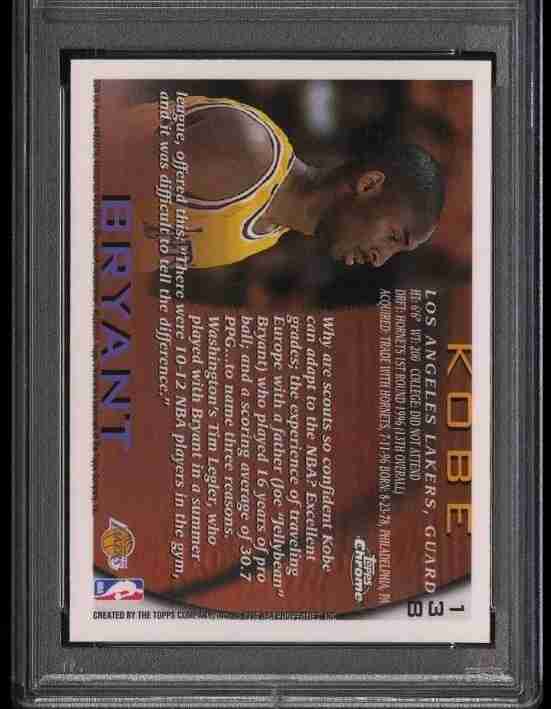 138
KOBE
LOS ANGELES LAKERS, GUARD
HT: 6'6" WT: 200 COLLEGE: DID NOT ATTEND
DRFT: HORNETS 1ST ROUND 1996 (13TH OVERALL)
ACQUIRED: TRADE WITH HORNETS, 7-11-96 BORN: 8-23-78, PHILADELPHIA, PA
Topps
Chrome
Why are scouts so confident Kobe
can adapt to the NBA? Excellent
grades; the experience of traveling
Europe with a father (Joe "Jellybean"
Bryant) who played 16 years of pro
ball; and a scoring average of 30.7
PPG...to name three reasons.
Washington's Tim Legler, who
played with Bryant in a summer
league, offered this: "There were 10-12 NBA players in the gym,
and it was difficult to tell the difference."
BRYANT
LAKERS
NBA
CREATED BY THE TOPPS COMPANY, INC.